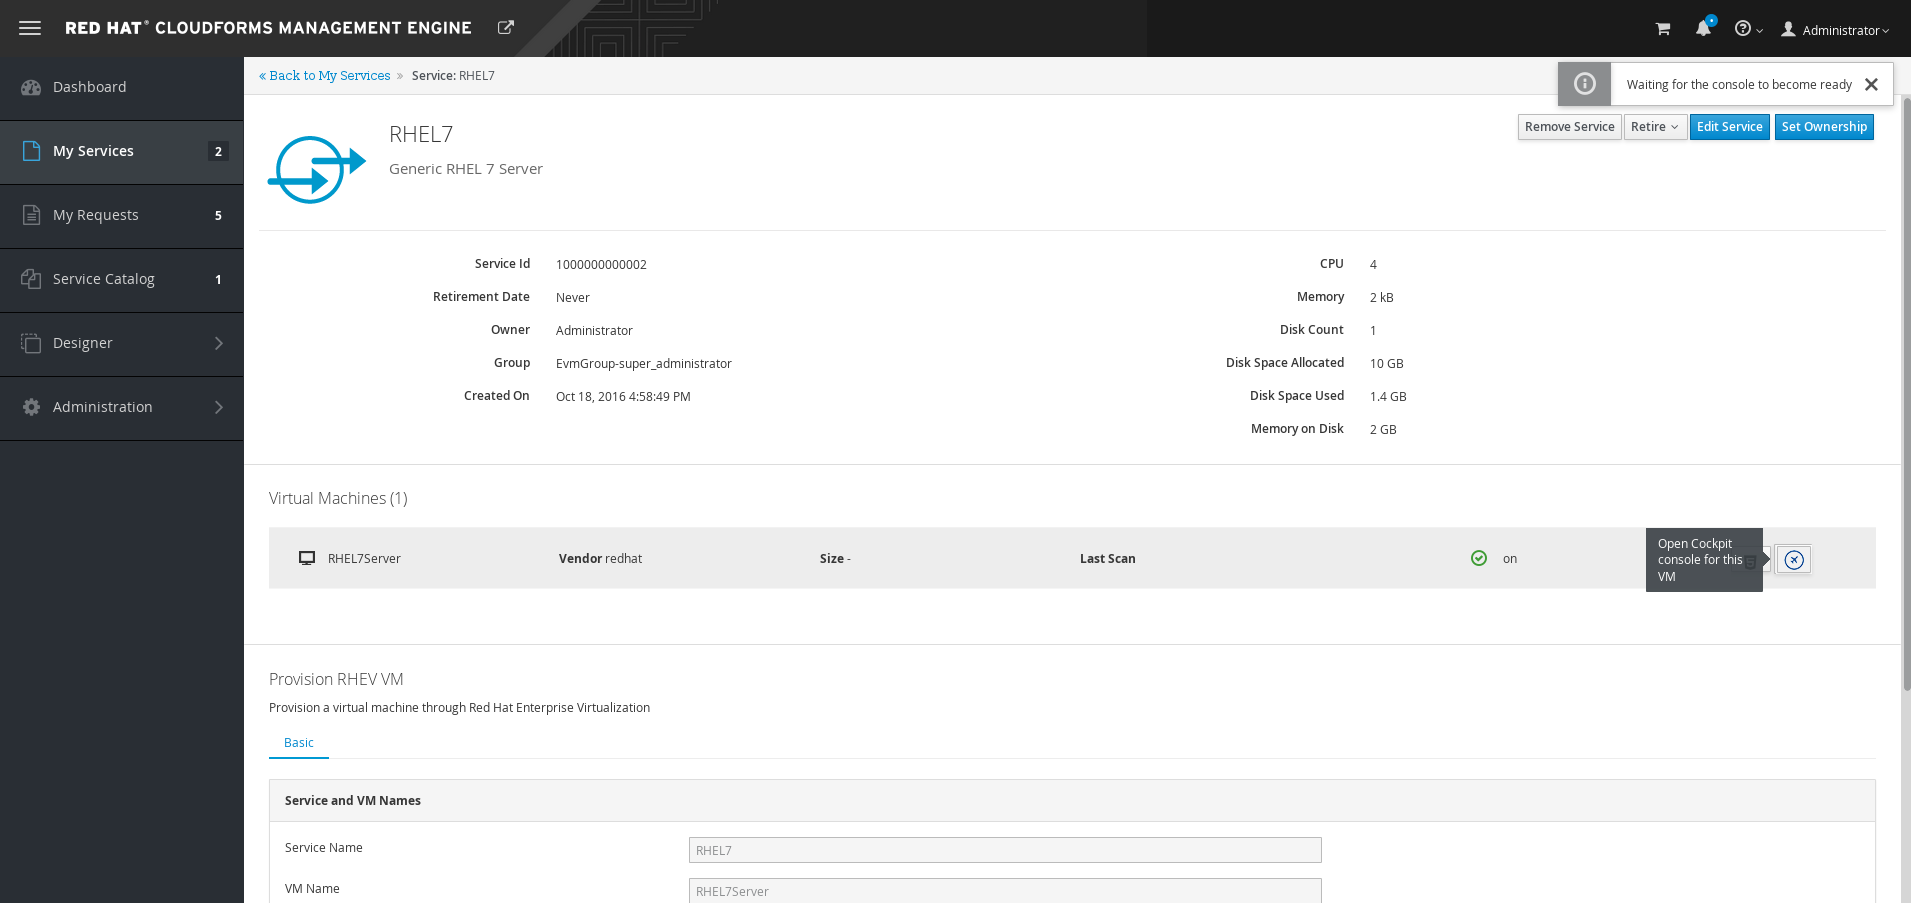 RED HAT® CLOUDFORMS MANAGEMENT ENGINE
Administrator
Dashboard
My Services 2
My Requests 5
Service Catalog 1
Designer
Administration
« Back to My Services » Service: RHEL7
Waiting for the console to become ready
RHEL7
Generic RHEL 7 Server
Remove Service Retire Edit Service Set Ownership
Service Id 1000000000002
Retirement Date Never
Owner Administrator
Group EvmGroup-super_administrator
Created On Oct 18, 2016 4:58:49 PM
CPU 4
Memory 2 kB
Disk Count 1
Disk Space Allocated 10 GB
Disk Space Used 1.4 GB
Memory on Disk 2 GB
Virtual Machines (1)
RHEL7Server Vendor redhat Size - Last Scan on
Open Cockpit
console for this
VM
Provision RHEV VM
Provision a virtual machine through Red Hat Enterprise Virtualization
Basic
Service and VM Names
Service Name RHEL7
VM Name RHEL7Server